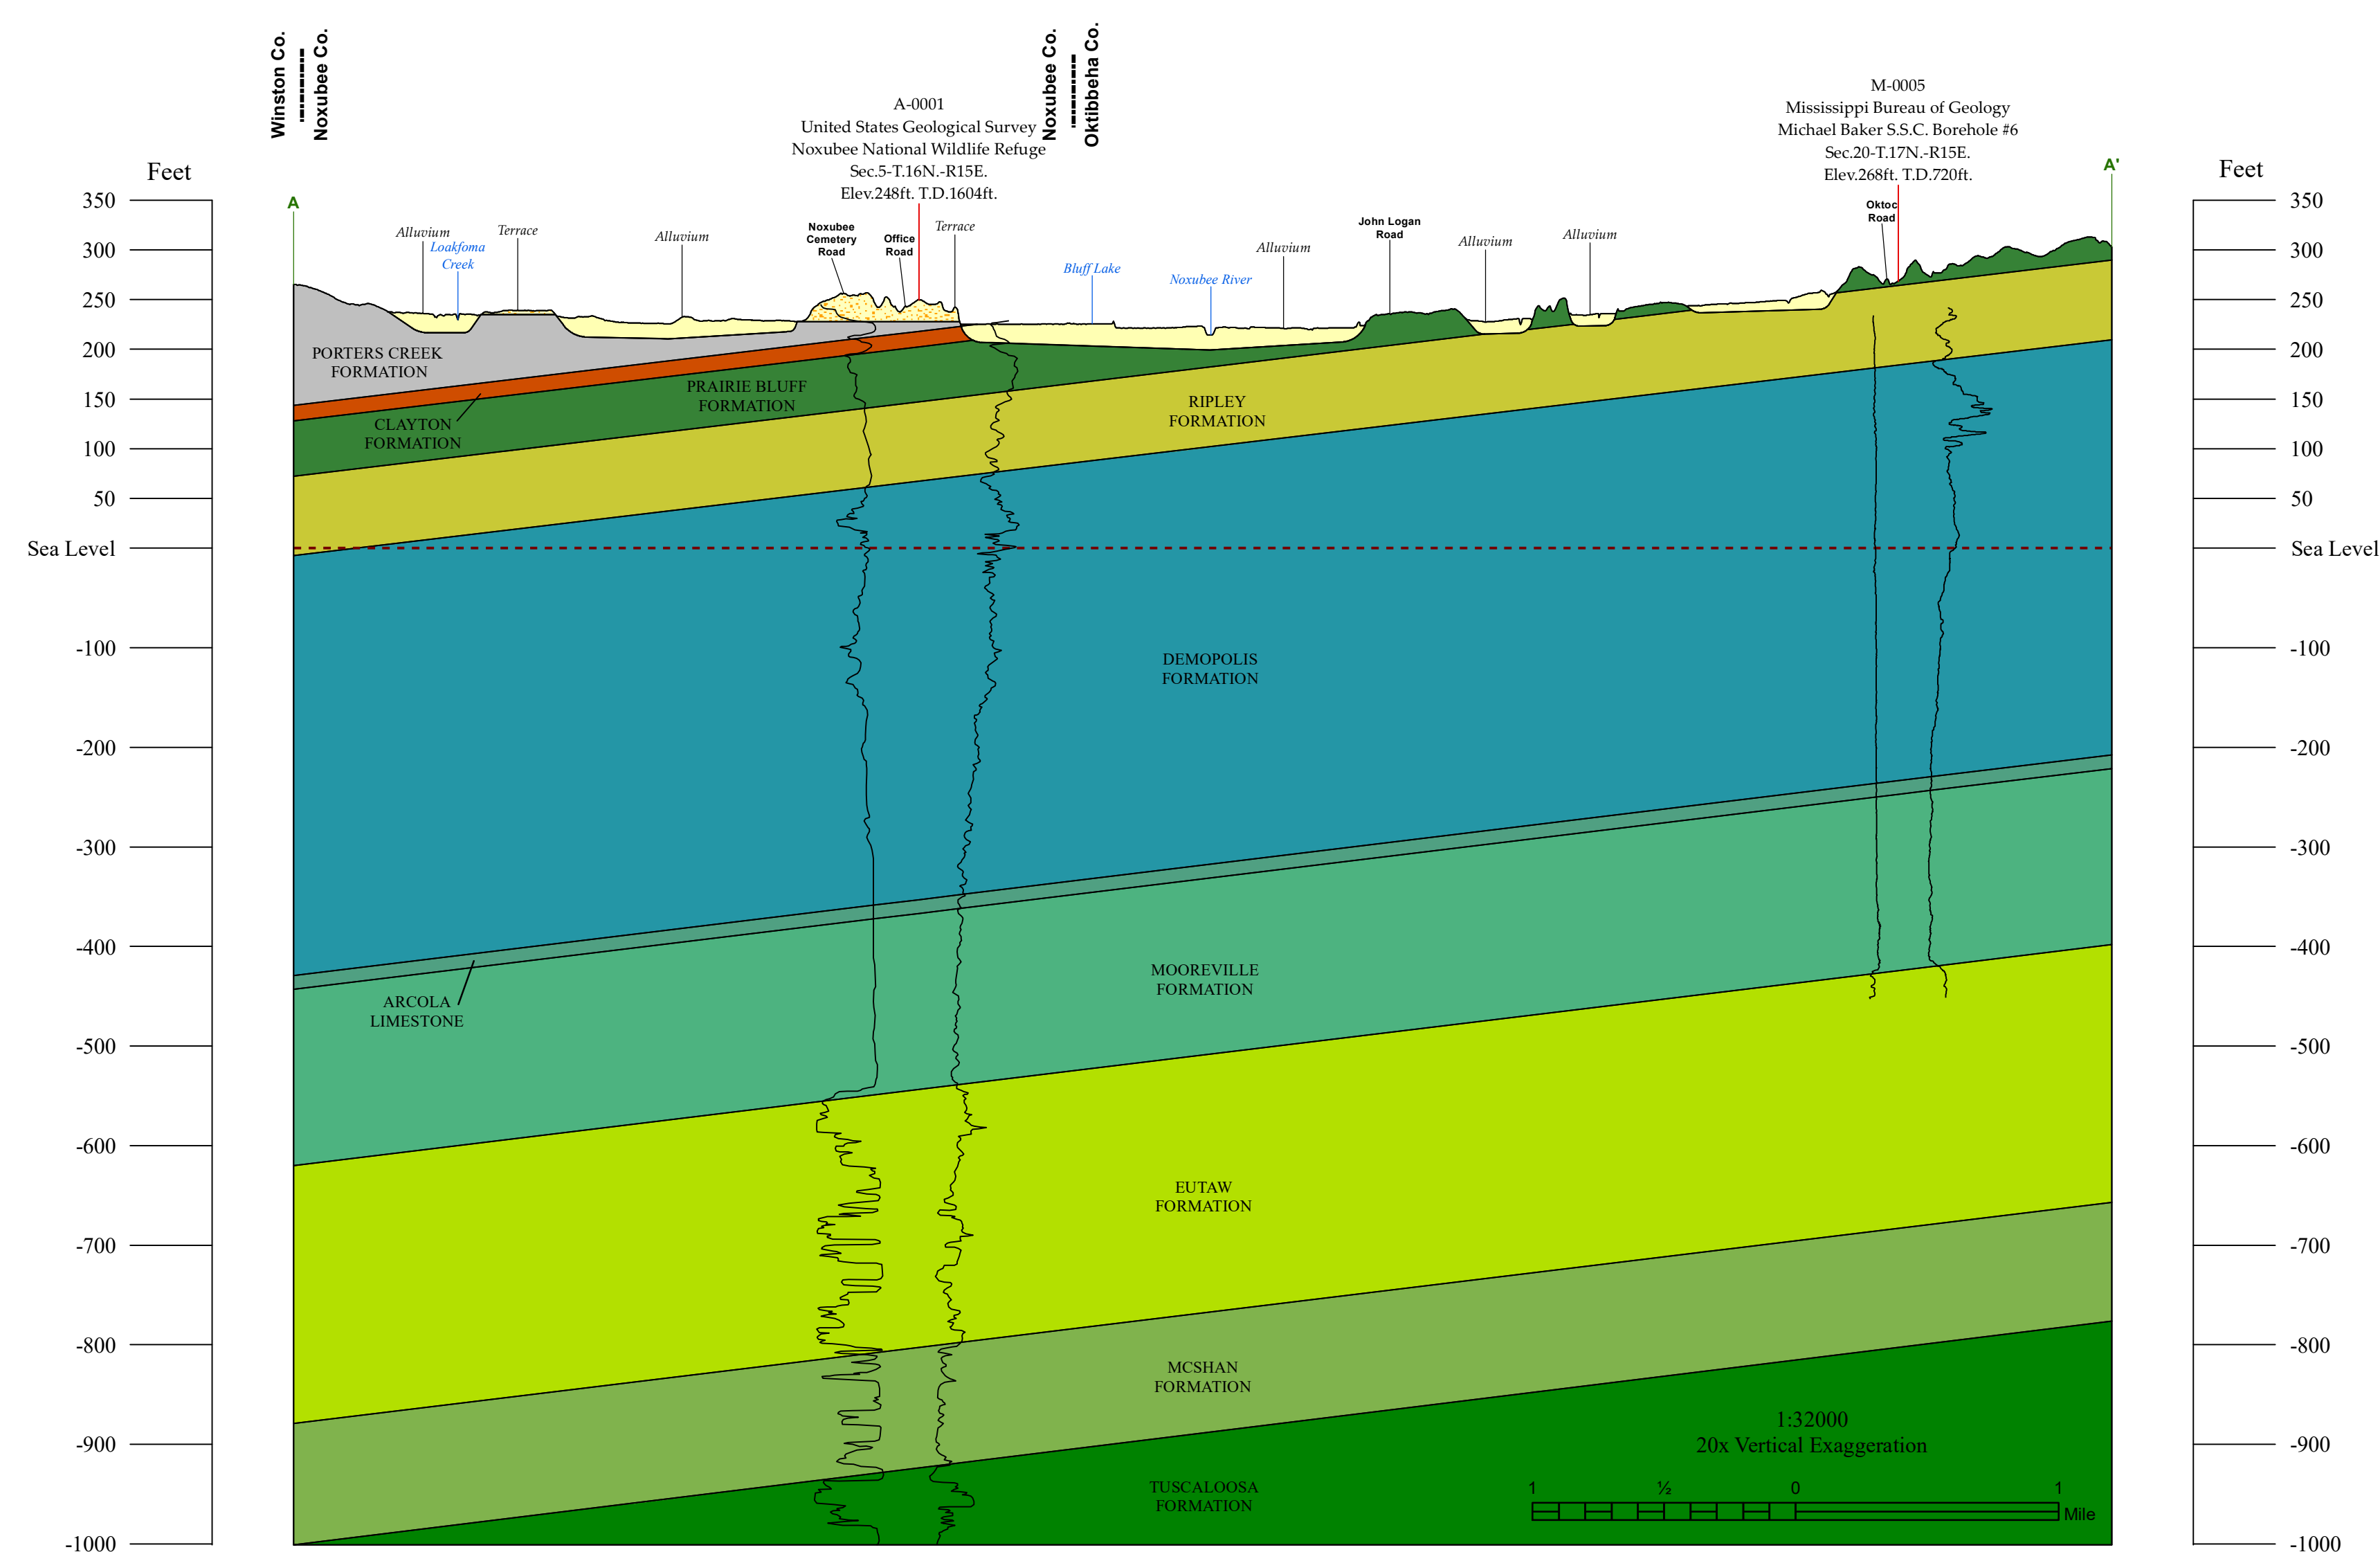 Winston Co.
Noxubee Co.
Noxubee Co.
Oktibbeha Co.
A-0001
United States Geological Survey
Noxubee National Wildlife Refuge
Sec.5-T.16N.-R15E.
Elev.248ft. T.D.1604ft.
M-0005
Mississippi Bureau of Geology
Michael Baker S.S.C. Borehole #6
Sec.20-T.17N.-R15E.
Elev.268ft. T.D.720ft.
Feet
350
300
250
200
150
100
50
Sea Level
-100
-200
-300
-400
-500
-600
-700
-800
-900
-1000
A
A'
Alluvium
Loakfoma
Creek
Terrace
Alluvium
Noxubee
Cemetery
Road
Office
Road
Terrace
Bluff Lake
Noxubee River
Alluvium
John Logan
Road
Alluvium
Alluvium
Oktoc
Road
PORTERS CREEK
FORMATION
CLAYTON
FORMATION
PRAIRIE BLUFF
FORMATION
RIPLEY
FORMATION
DEMOPOLIS
FORMATION
ARCOLA
LIMESTONE
MOOREVILLE
FORMATION
EUTAW
FORMATION
MCSHAN
FORMATION
TUSCALOOSA
FORMATION
1:32000
20x Vertical Exaggeration
1 ½ 0 1
Mile
Feet
350
300
250
200
150
100
50
Sea Level
-100
-200
-300
-400
-500
-600
-700
-800
-900
-1000